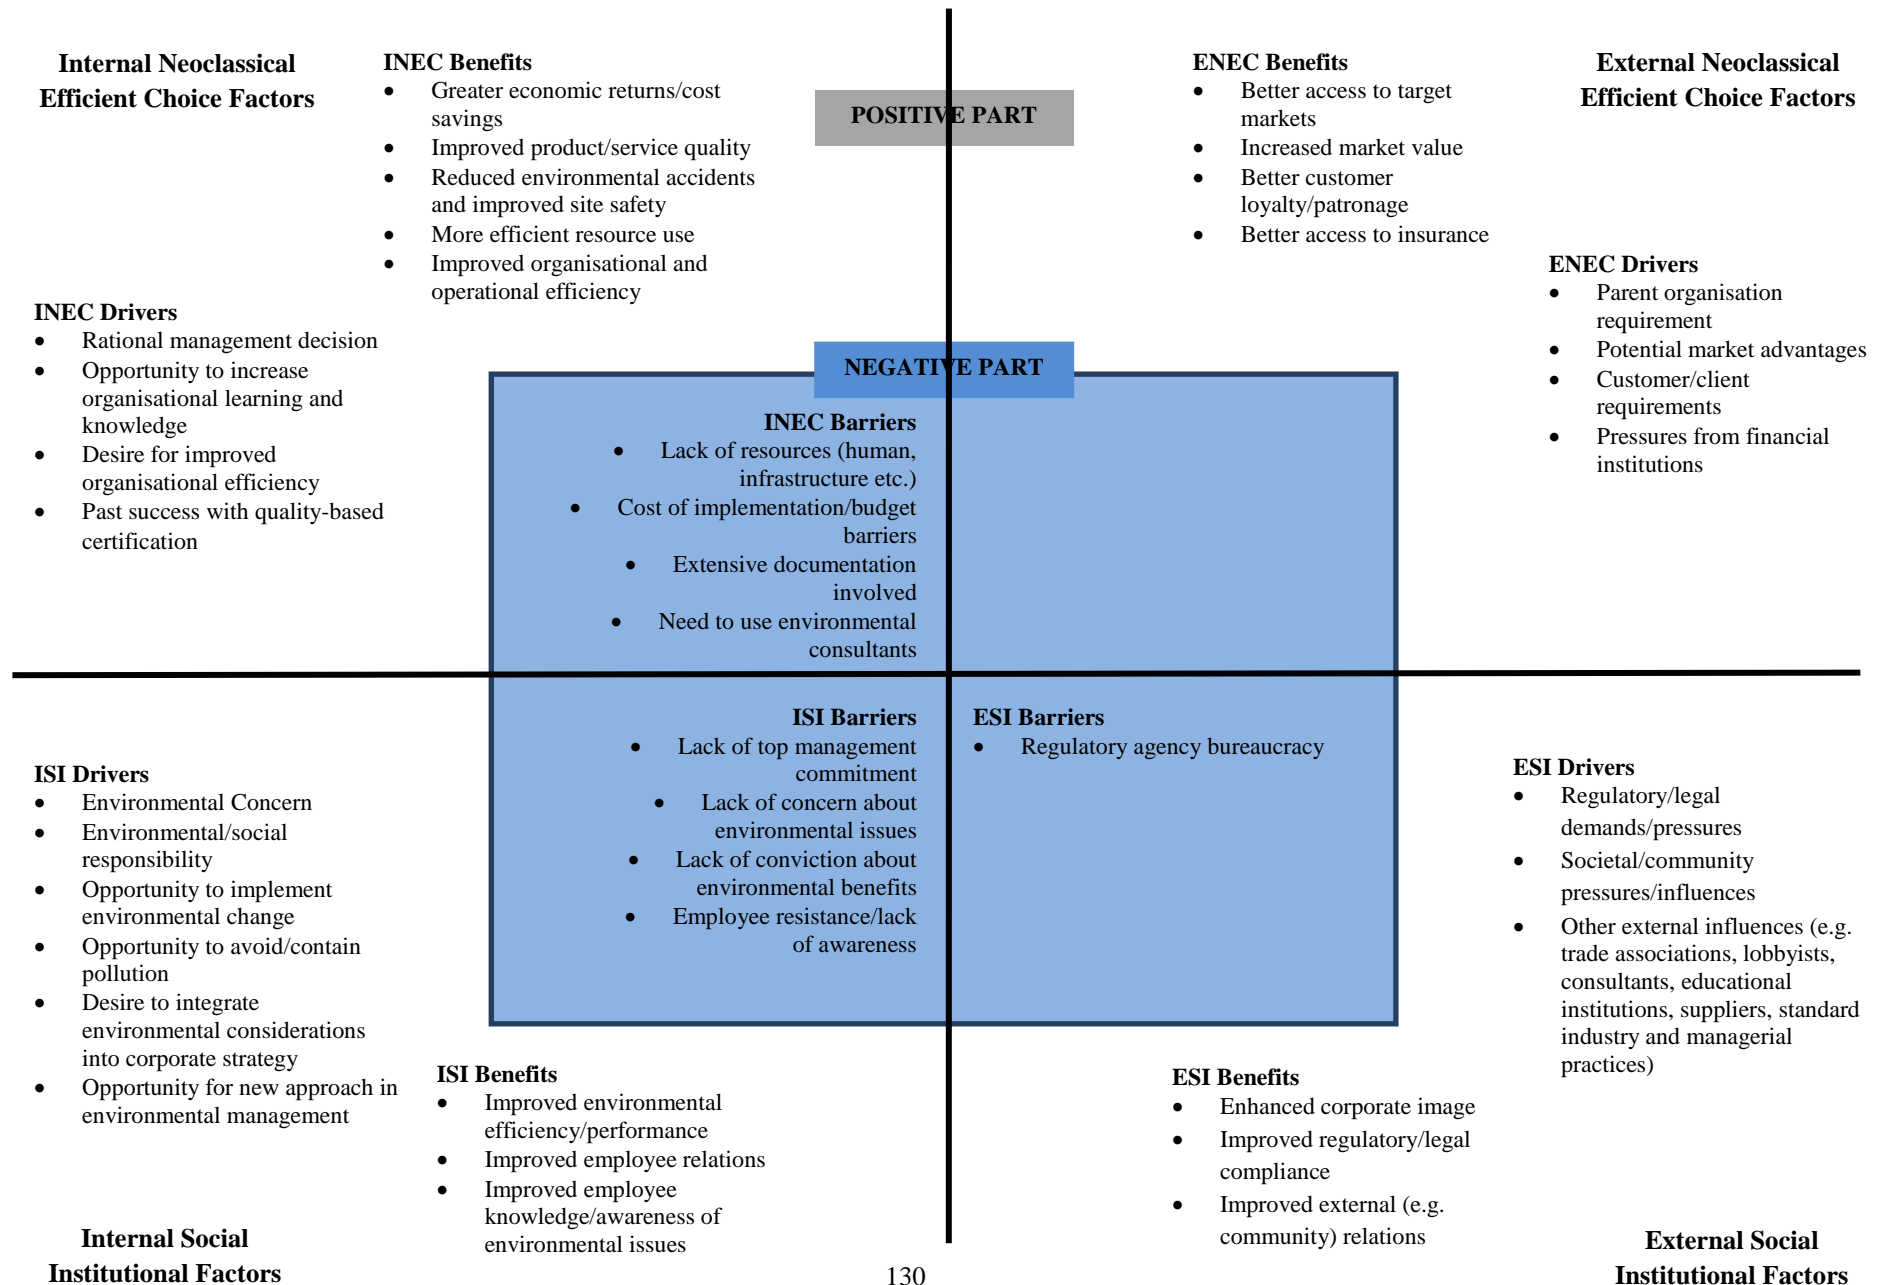 Internal Neoclassical
Efficient Choice Factors
INEC Benefits
• Greater economic returns/cost
savings
• Improved product/service quality
• Reduced environmental accidents
and improved site safety
• More efficient resource use
• Improved organisational and
operational efficiency
POSITIVE PART
ENEC Benefits
• Better access to target
markets
• Increased market value
• Better customer
loyalty/patronage
• Better access to insurance
External Neoclassical
Efficient Choice Factors
ENEC Drivers
• Parent organisation
requirement
• Potential market advantages
• Customer/client
requirements
• Pressures from financial
institutions
INEC Drivers
• Rational management decision
• Opportunity to increase
organisational learning and
knowledge
• Desire for improved
organisational efficiency
• Past success with quality-based
certification
NEGATIVE PART
INEC Barriers
• Lack of resources (human,
infrastructure etc.)
• Cost of implementation/budget
barriers
• Extensive documentation
involved
• Need to use environmental
consultants
ISI Barriers
• Lack of top management
commitment
• Lack of concern about
environmental issues
• Lack of conviction about
environmental benefits
• Employee resistance/lack
of awareness
ESI Barriers
• Regulatory agency bureaucracy
ISI Drivers
• Environmental Concern
• Environmental/social
responsibility
• Opportunity to implement
environmental change
• Opportunity to avoid/contain
pollution
• Desire to integrate
environmental considerations
into corporate strategy
• Opportunity for new approach in
environmental management
ESI Drivers
• Regulatory/legal
demands/pressures
• Societal/community
pressures/influences
• Other external influences (e.g.
trade associations, lobbyists,
consultants, educational
institutions, suppliers, standard
industry and managerial
practices)
ISI Benefits
• Improved environmental
efficiency/performance
• Improved employee relations
• Improved employee
knowledge/awareness of
environmental issues
ESI Benefits
• Enhanced corporate image
• Improved regulatory/legal
compliance
• Improved external (e.g.
community) relations
Internal Social
Institutional Factors
External Social
Institutional Factors
130